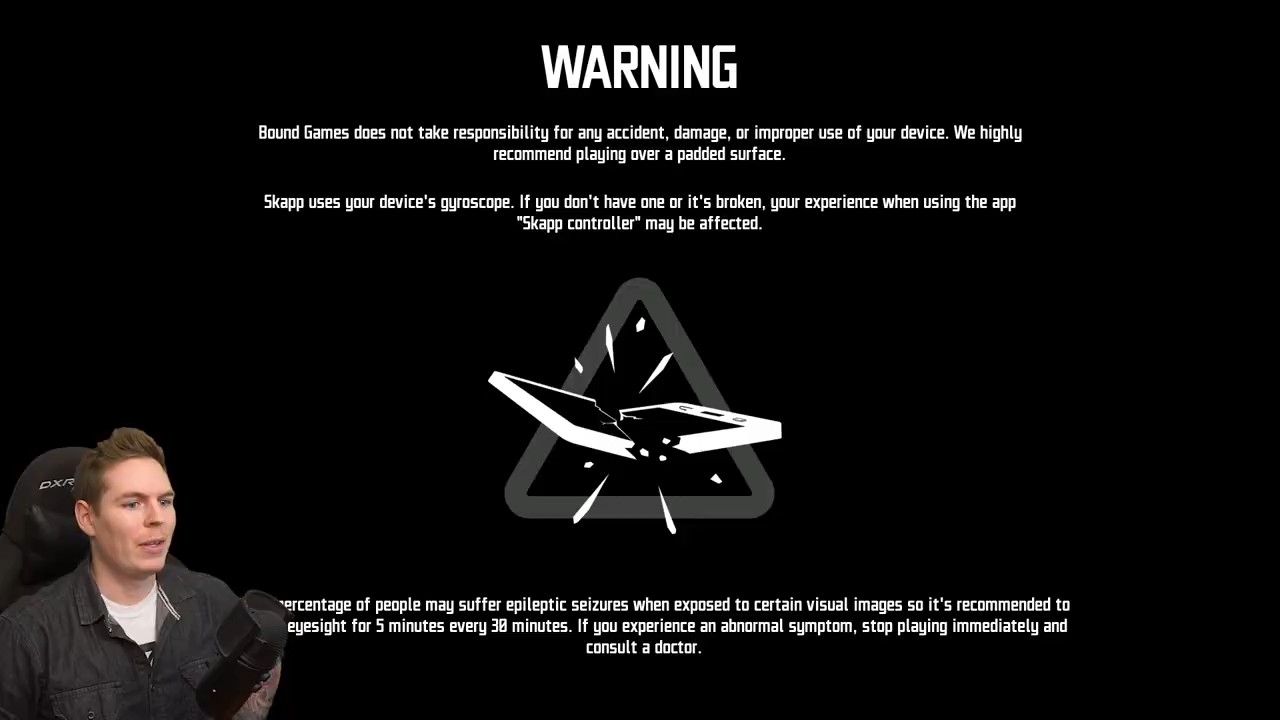 WARNING
Bound Games does not take responsibility for any accident, damage, or improper use of your device. We highly
recommend playing over a padded surface.
Skapp uses your device's gyroscope. If you don't have one or it's broken, your experience when using the app
"Skapp controller" may be affected.
DXR
percentage of people may suffer epileptic seizures when exposed to certain visual images so it's recommended to
eyesight for 5 minutes every 30 minutes. If you experience an abnormal symptom, stop playing immediately and
consult a doctor.